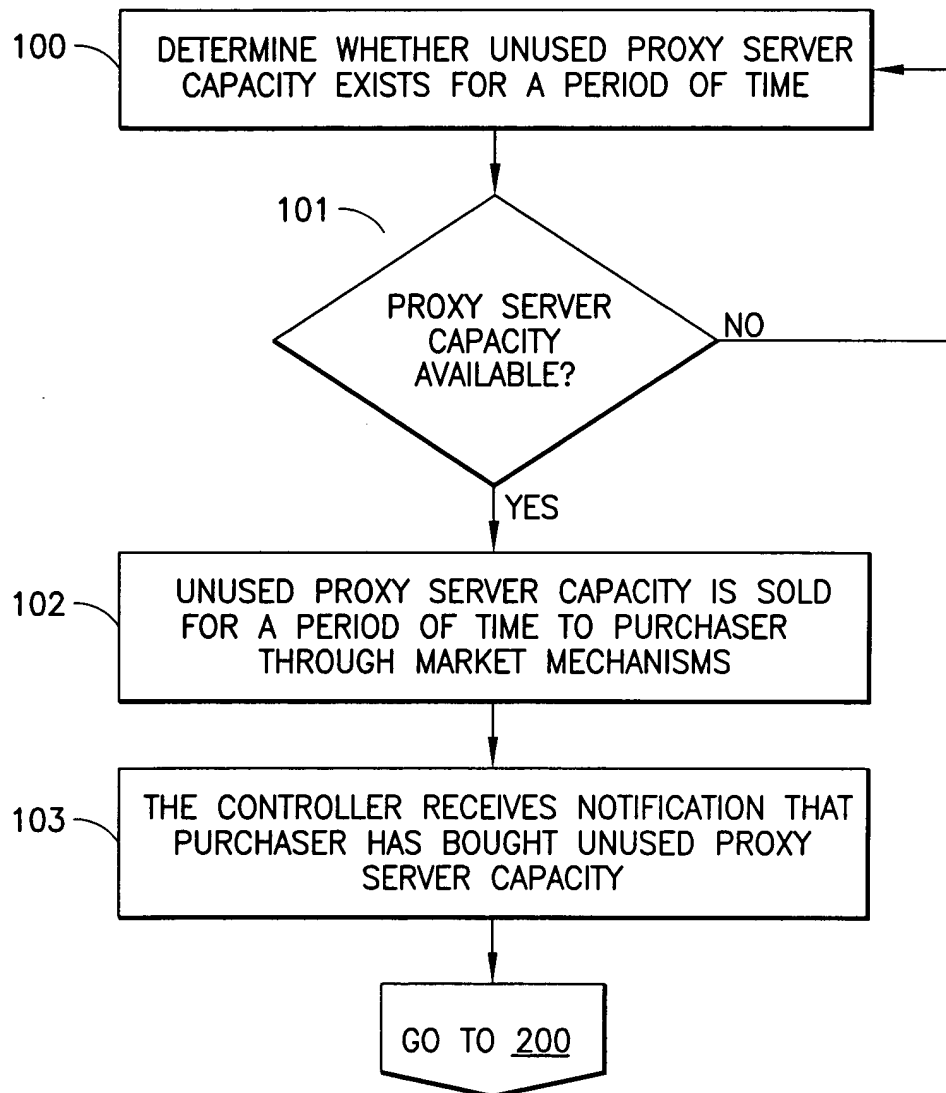 100
DETERMINE WHETHER UNUSED PROXY SERVER
CAPACITY EXISTS FOR A PERIOD OF TIME
101
PROXY SERVER
CAPACITY
AVAILABLE?
NO
YES
102
UNUSED PROXY SERVER CAPACITY IS SOLD
FOR A PERIOD OF TIME TO PURCHASER
THROUGH MARKET MECHANISMS
103
THE CONTROLLER RECEIVES NOTIFICATION THAT
PURCHASER HAS BOUGHT UNUSED PROXY
SERVER CAPACITY
GO TO 200